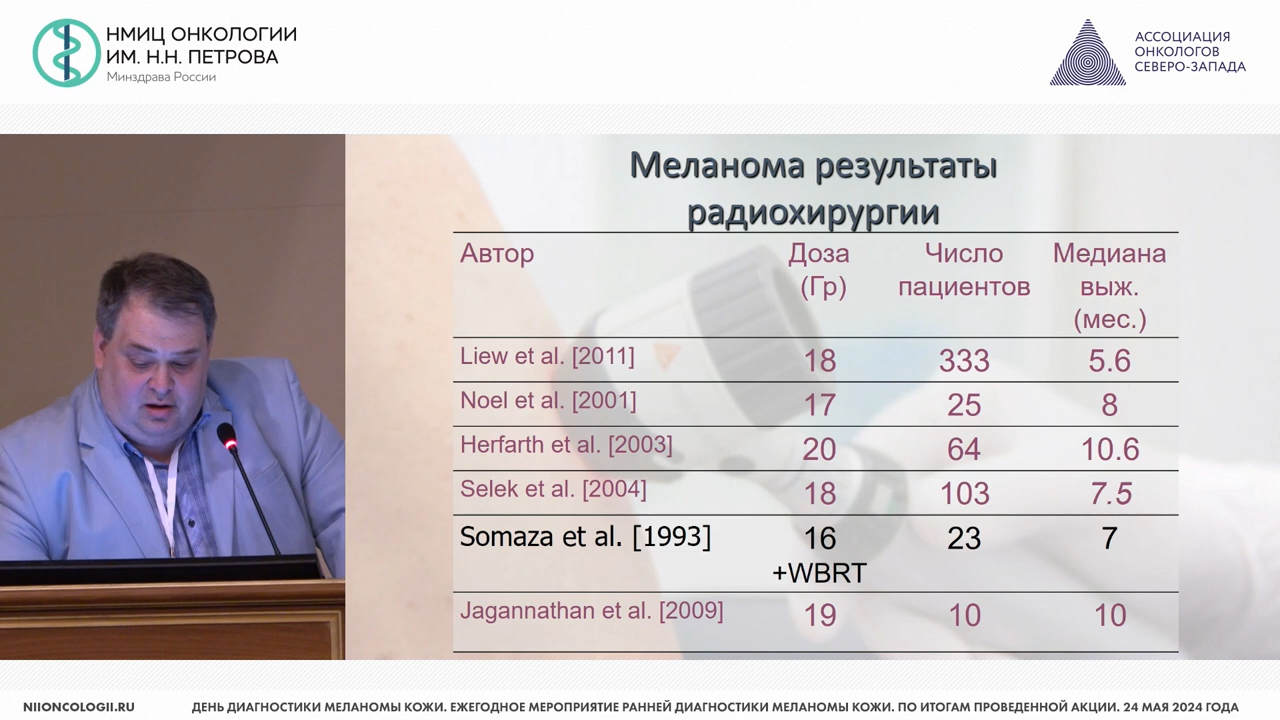 НМИЦ ОНКОЛОГИИ
ИМ. Н.Н. ПЕТРОВА
Минздрава России
АССОЦИАЦИЯ
ОНКОЛОГОВ
СЕВЕРО-ЗАПАДА
Меланома результаты
радиохирургии
Автор Доза (Гр) Число пациентов Медиана выж. (мес.)
Liew et al. [2011] 18 333 5.6
Noel et al. [2001] 17 25 8
Herfarth et al. [2003] 20 64 10.6
Selek et al. [2004] 18 103 7.5
Somaza et al. [1993] 16 +WBRT 23 7
Jagannathan et al. [2009] 19 10 10
NIIONCOLOGII.RU
ДЕНЬ ДИАГНОСТИКИ МЕЛАНОМЫ КОЖИ. ЕЖЕГОДНОЕ МЕРОПРИЯТИЕ РАННЕЙ ДИАГНОСТИКИ МЕЛАНОМЫ КОЖИ. ПО ИТОГАМ ПРОВЕДЕННОЙ АКЦИИ. 24 МАЯ 2024 ГОДА